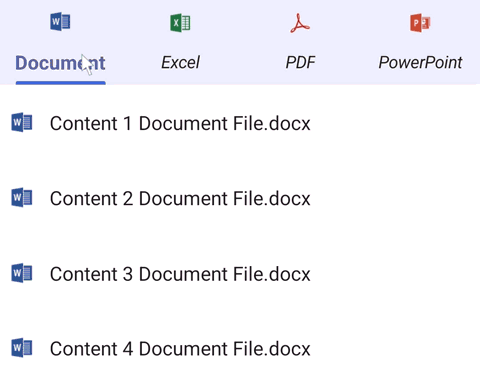 Document Excel PDF PowerPoint
Content 1 Document File.docx
Content 2 Document File.docx
Content 3 Document File.docx
Content 4 Document File.docx